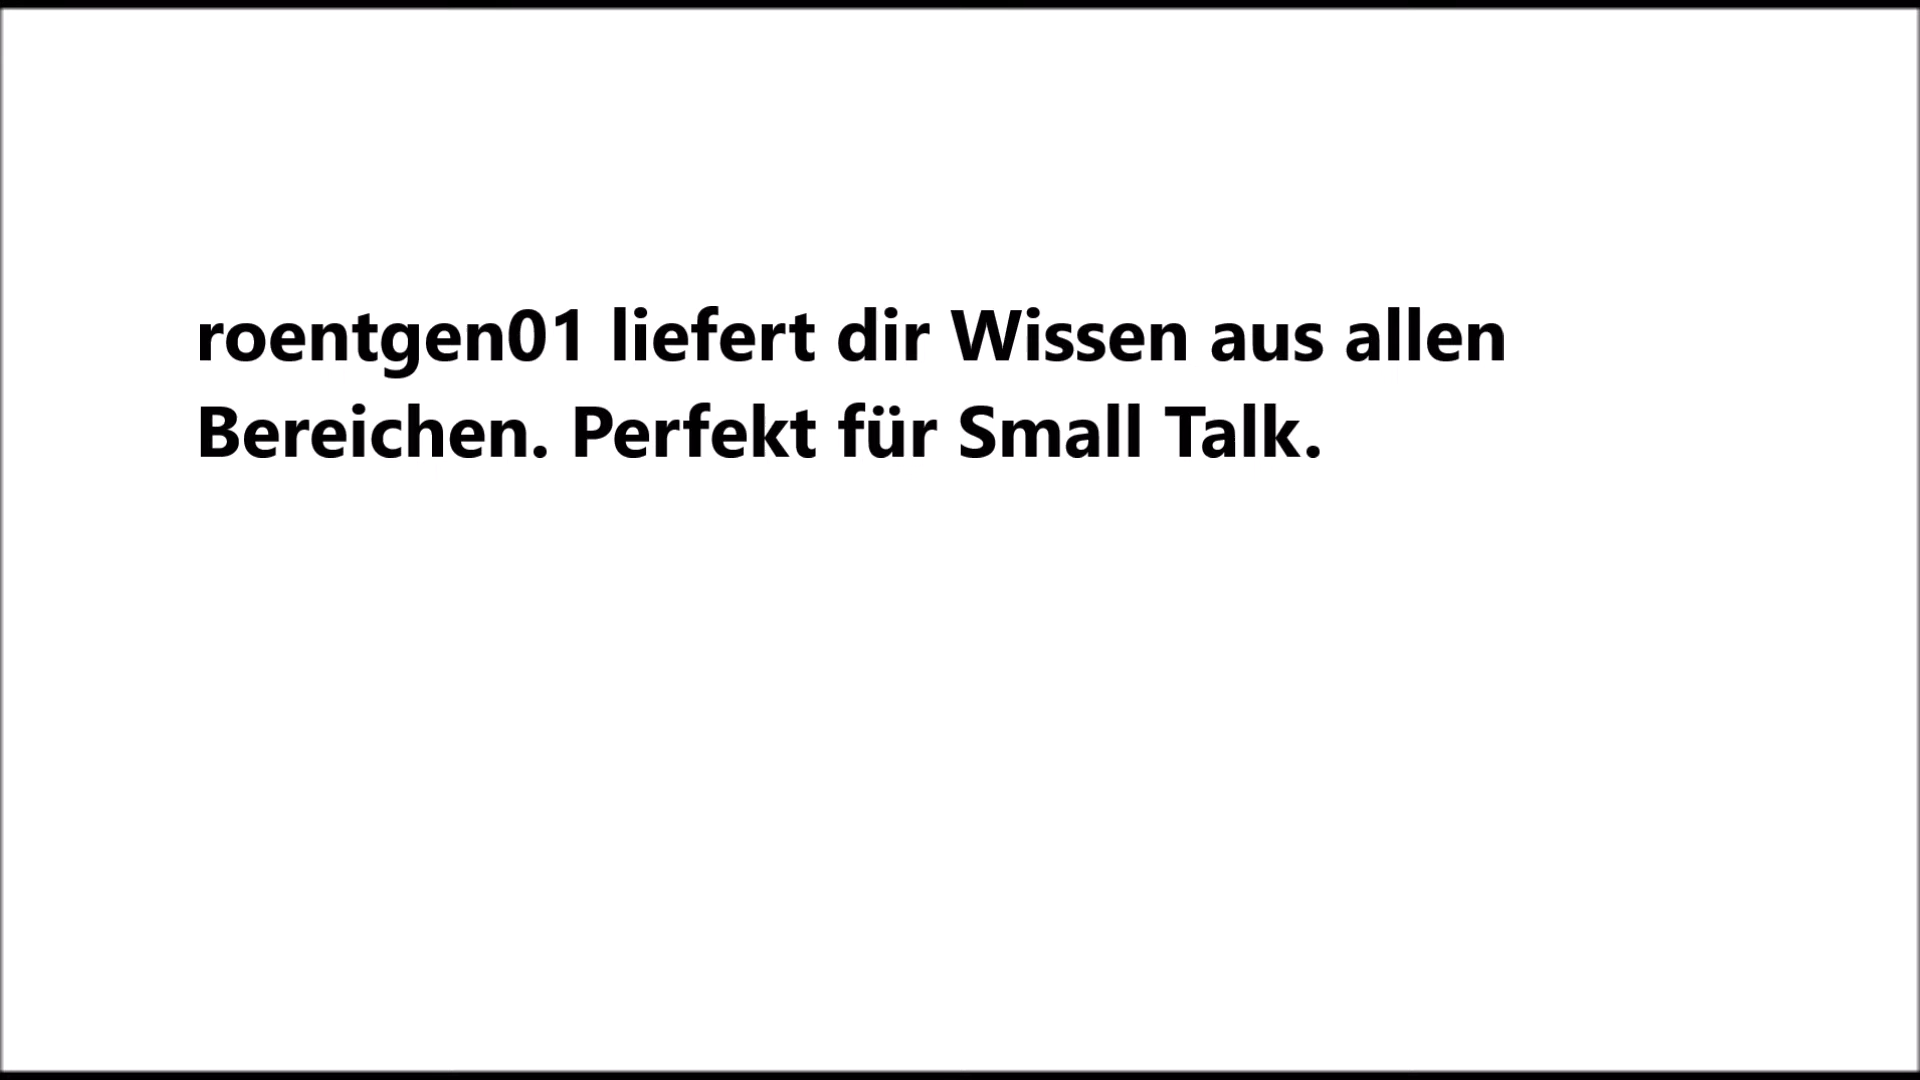 roentgen01 liefert dir Wissen aus allen
Bereichen. Perfekt für Small Talk.